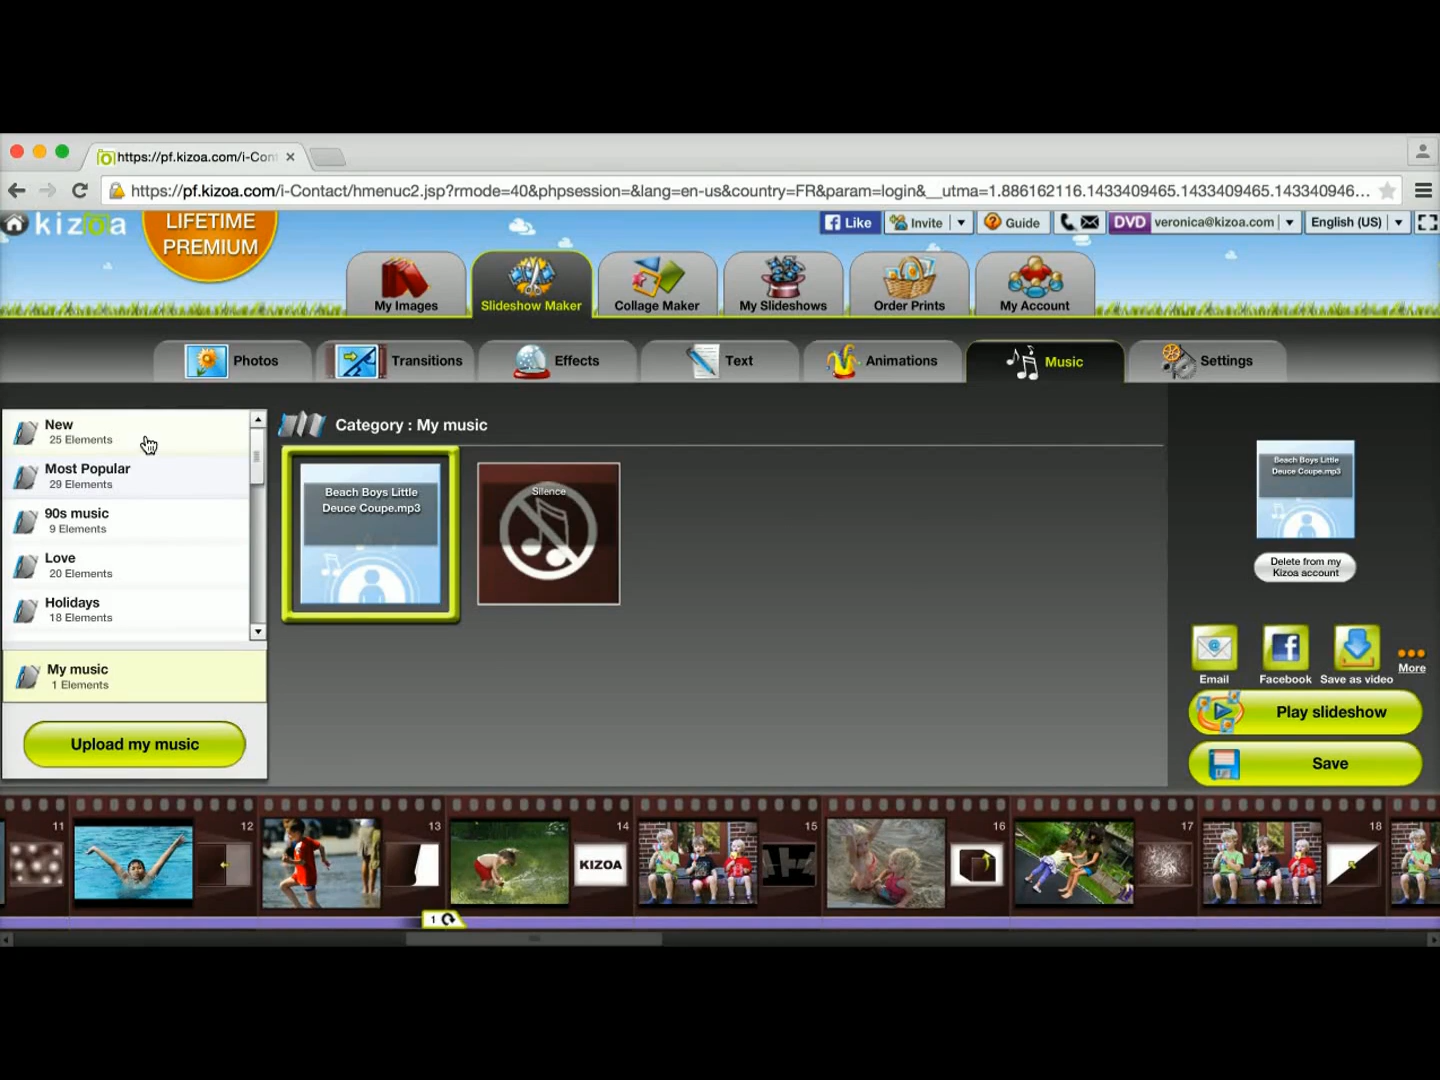 https://pf.kizoa.com/i-Con
https://pf.kizoa.com/i-Contact/hmenuc2.jsp?rmode=40&phpsession=&lang=en-us&country=FR&param=login&__utma=1.886162116.1433409465.1433409465.143340946...
kizoa
LIFETIME
PREMIUM
Like
Invite
Guide
DVD
veronica@kizoa.com
English (US)
My Images
Slideshow Maker
Collage Maker
My Slideshows
Order Prints
My Account
Photos
Transitions
Effects
Text
Animations
Music
Settings
New
25 Elements
Most Popular
29 Elements
90s music
9 Elements
Love
20 Elements
Holidays
18 Elements
My music
1 Elements
Upload my music
Category : My music
Beach Boys Little
Deuce Coupe.mp3
Silence
Beach Boys Little
Deuce Coupe.mp3
Delete from my
Kizoa account
Email
Facebook
Save as video
More
Play slideshow
Save
11
12
13
14
15
16
17
18
KIZOA
1